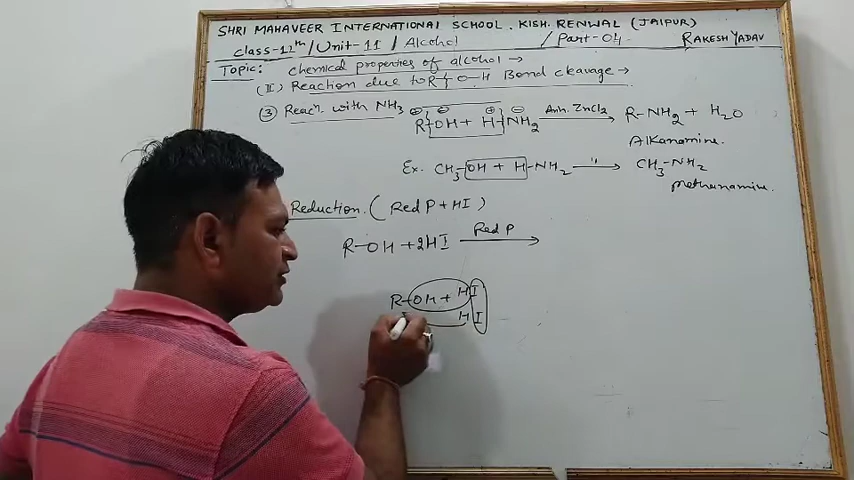 SHRI MAHAVEER INTERNATIONAL SCHOOL. KISH. RENWAL (JAIPUR)
class-12th/Unit-11 / Alcohol / Part-04. RAKESH YADAV
Topic: chemical properties of alcohol →
(II) Reaction due to R-O-H Bond cleavage →
③ Reacⁿ. with NH3 R-OH + H-NH2 Anh. ZnCl2 → R-NH2 + H2O
Alkanamine.
Ex. CH3-OH + H-NH2 〃 → CH3-NH2
methanamine.
Reduction. ( Red P + HI )
R-OH + 2HI Red P →
R-OH + HI
HI